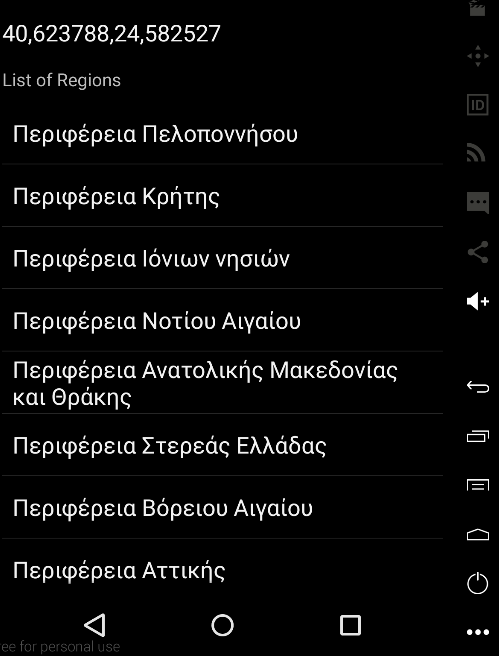 40,623788,24,582527
List of Regions
Περιφέρεια Πελοποννήσου
Περιφέρεια Κρήτης
Περιφέρεια Ιόνιων νησιών
Περιφέρεια Νοτίου Αιγαίου
Περιφέρεια Ανατολικής Μακεδονίας
και Θράκης
Περιφέρεια Στερεάς Ελλάδας
Περιφέρεια Βόρειου Αιγαίου
Περιφέρεια Αττικής
ree for personal use
ID